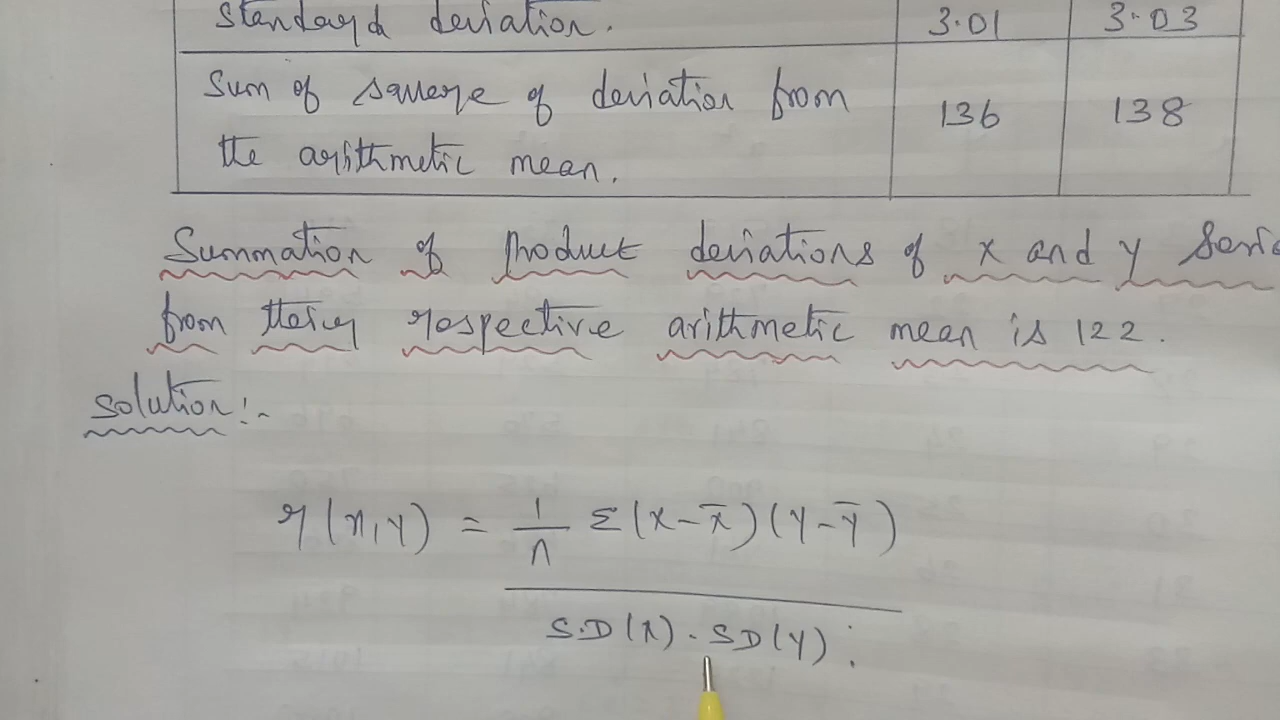 standard deviation. 3.01 3.03
Sum of square of deviation from 136 138
the arithmetic mean.
Summation of product deviations of x and y
from their respective arithmetic mean is 122.
solution:-
r(x,y) = 1/n Σ(x-x̄)(y-ȳ)
S.D(x) . SD(y) :